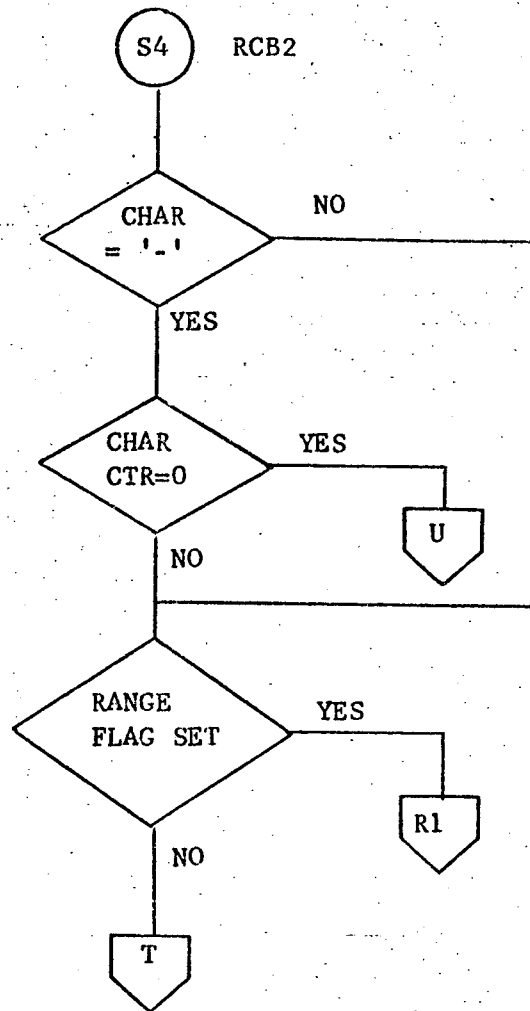 S4 RCB2
CHAR
= '-'
NO
YES
CHAR
CTR=0
YES
U
NO
RANGE
FLAG SET
YES
R1
NO
T